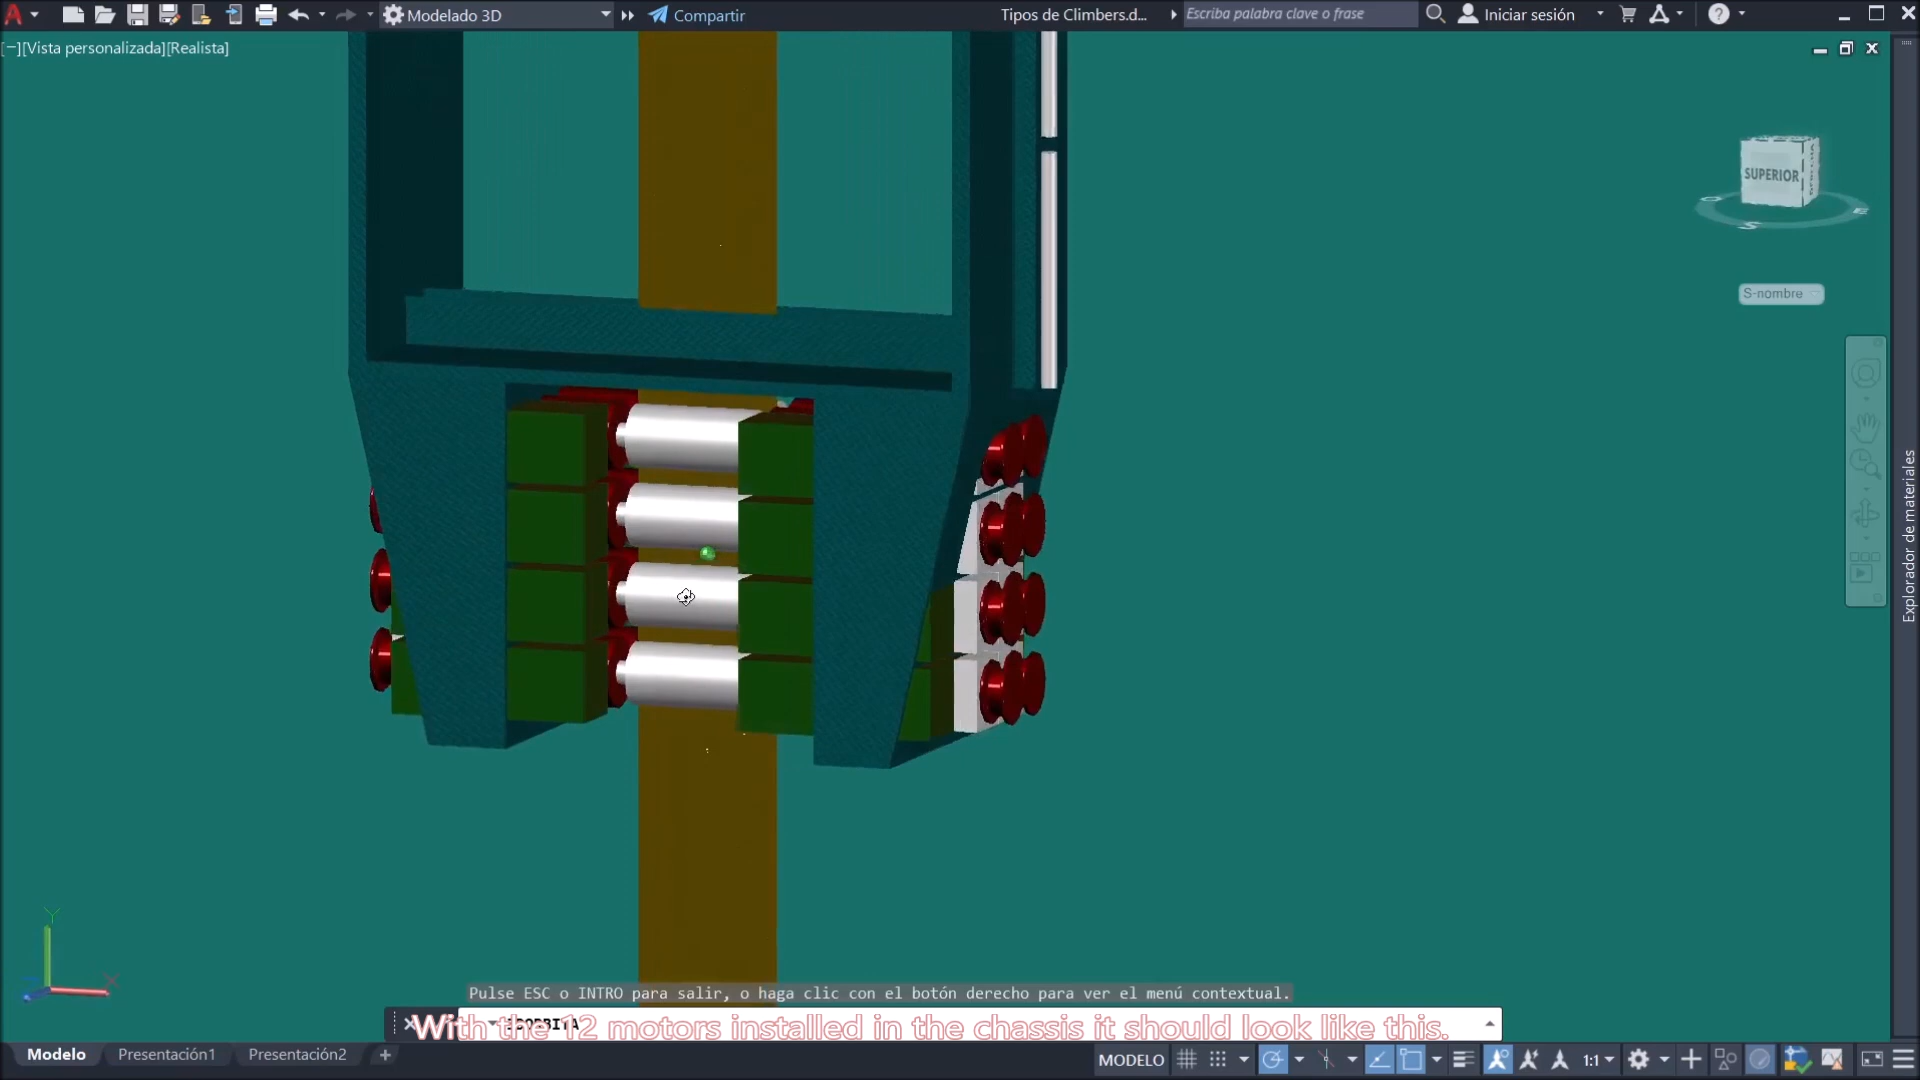 Modelado 3D
Compartir
Tipos de Climbers.d...
Escriba palabra clave o frase
Iniciar sesión
[−][Vista personalizada][Realista]
SUPERIOR
O
S
E
S-nombre
Explorador de materiales
Y
X
Pulse ESC o INTRO para salir, o haga clic con el botón derecho para ver el menú contextual.
With the 12 motors installed in the chassis it should look like this.
Modelo
Presentación1
Presentación2
MODELO
1:1